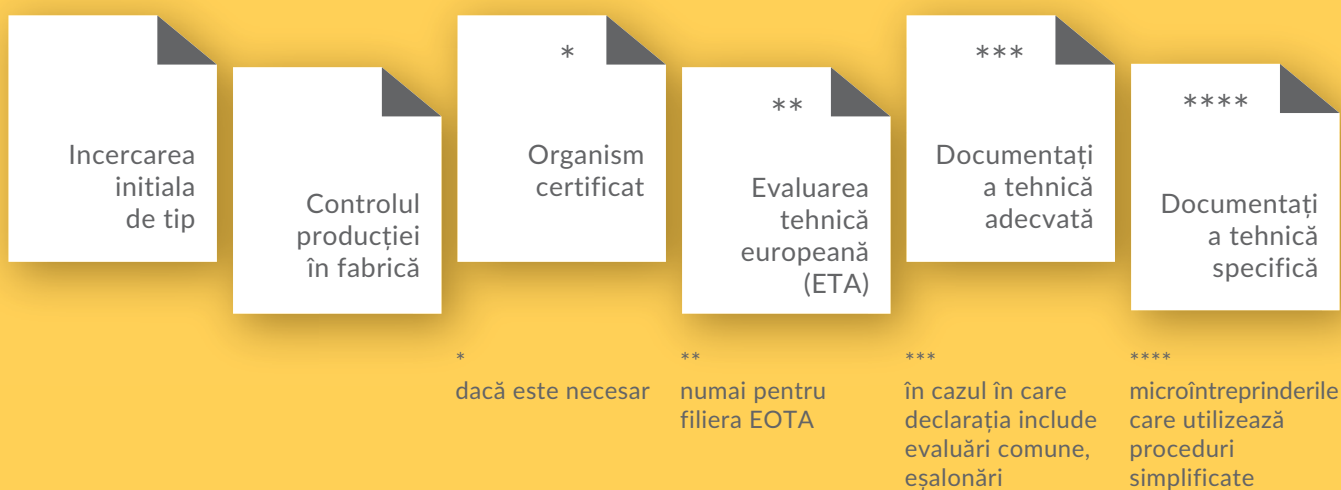 Incercarea
initiala
de tip
Controlul
producției
în fabrică
*
Organism
certificat
**
Evaluarea
tehnică
europeană
(ETA)
***
Documentați
a tehnică
adecvată
****
Documentați
a tehnică
specifică
*
dacă este necesar
**
numai pentru
filiera EOTA
***
în cazul în care
declarația include
evaluări comune,
eșalonări
****
microîntreprinderile
care utilizează
proceduri
simplificate